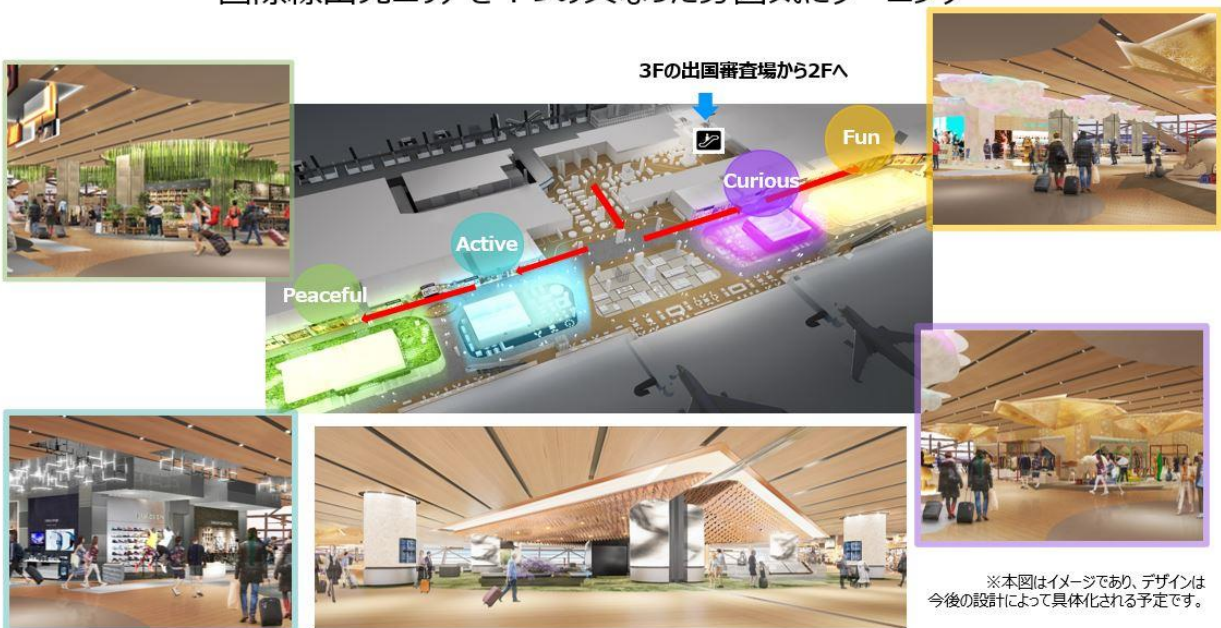 3Fの出国審査場から2Fへ
Fun
Curious
Active
Peaceful
※本図はイメージであり、デザインは
今後の設計によって具体化される予定です。